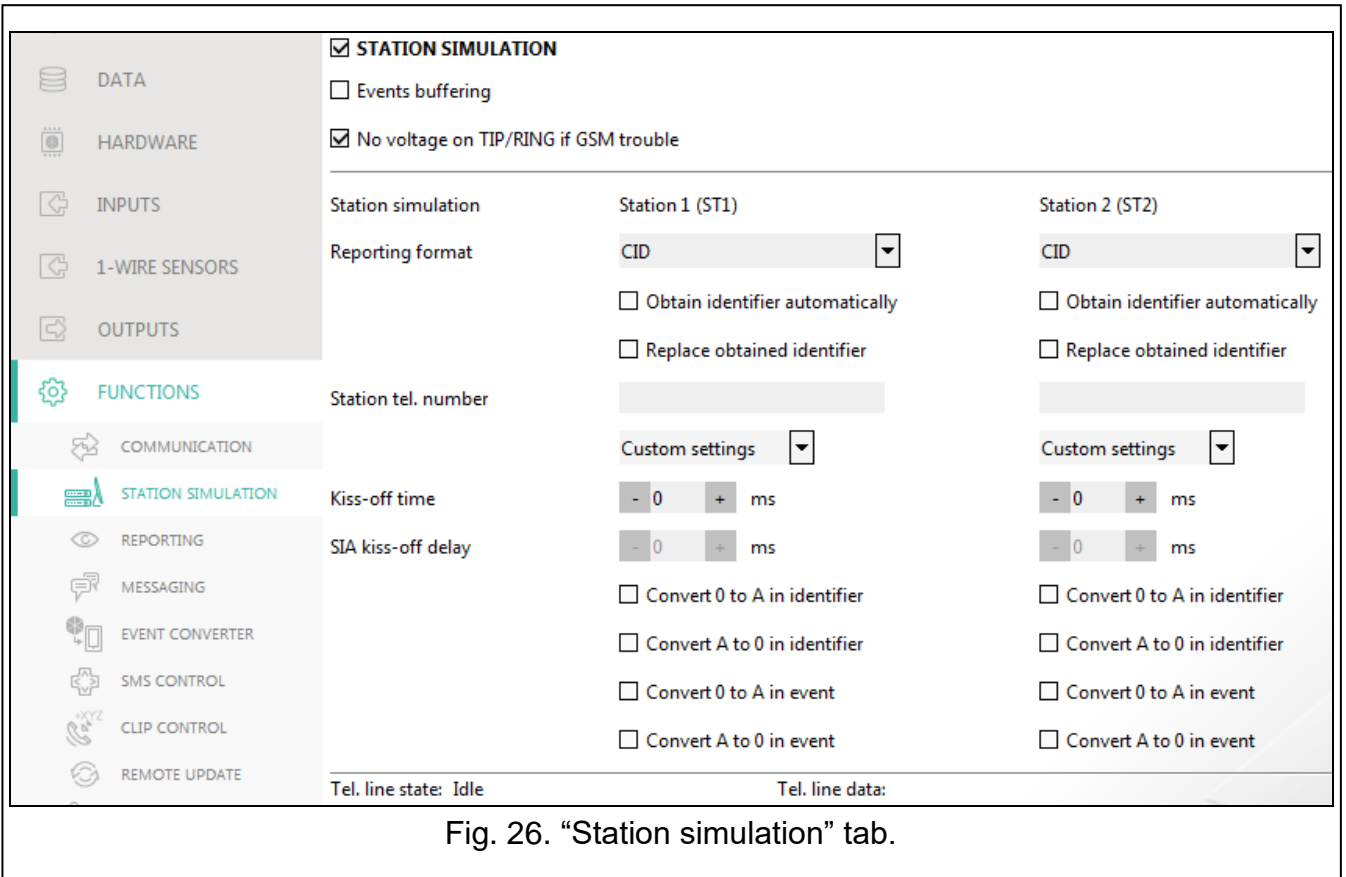 DATA
HARDWARE
INPUTS
1-WIRE SENSORS
OUTPUTS
FUNCTIONS
COMMUNICATION
STATION SIMULATION
REPORTING
MESSAGING
EVENT CONVERTER
SMS CONTROL
+XYZ
CLIP CONTROL
REMOTE UPDATE
STATION SIMULATION
Events buffering
No voltage on TIP/RING if GSM trouble
Station simulation Station 1 (ST1) Station 2 (ST2)
Reporting format CID CID
Obtain identifier automatically Obtain identifier automatically
Replace obtained identifier Replace obtained identifier
Station tel. number
Custom settings Custom settings
Kiss-off time - 0 + ms - 0 + ms
SIA kiss-off delay - 0 + ms - 0 + ms
Convert 0 to A in identifier Convert 0 to A in identifier
Convert A to 0 in identifier Convert A to 0 in identifier
Convert 0 to A in event Convert 0 to A in event
Convert A to 0 in event Convert A to 0 in event
Tel. line state: Idle Tel. line data:
Fig. 26. “Station simulation” tab.